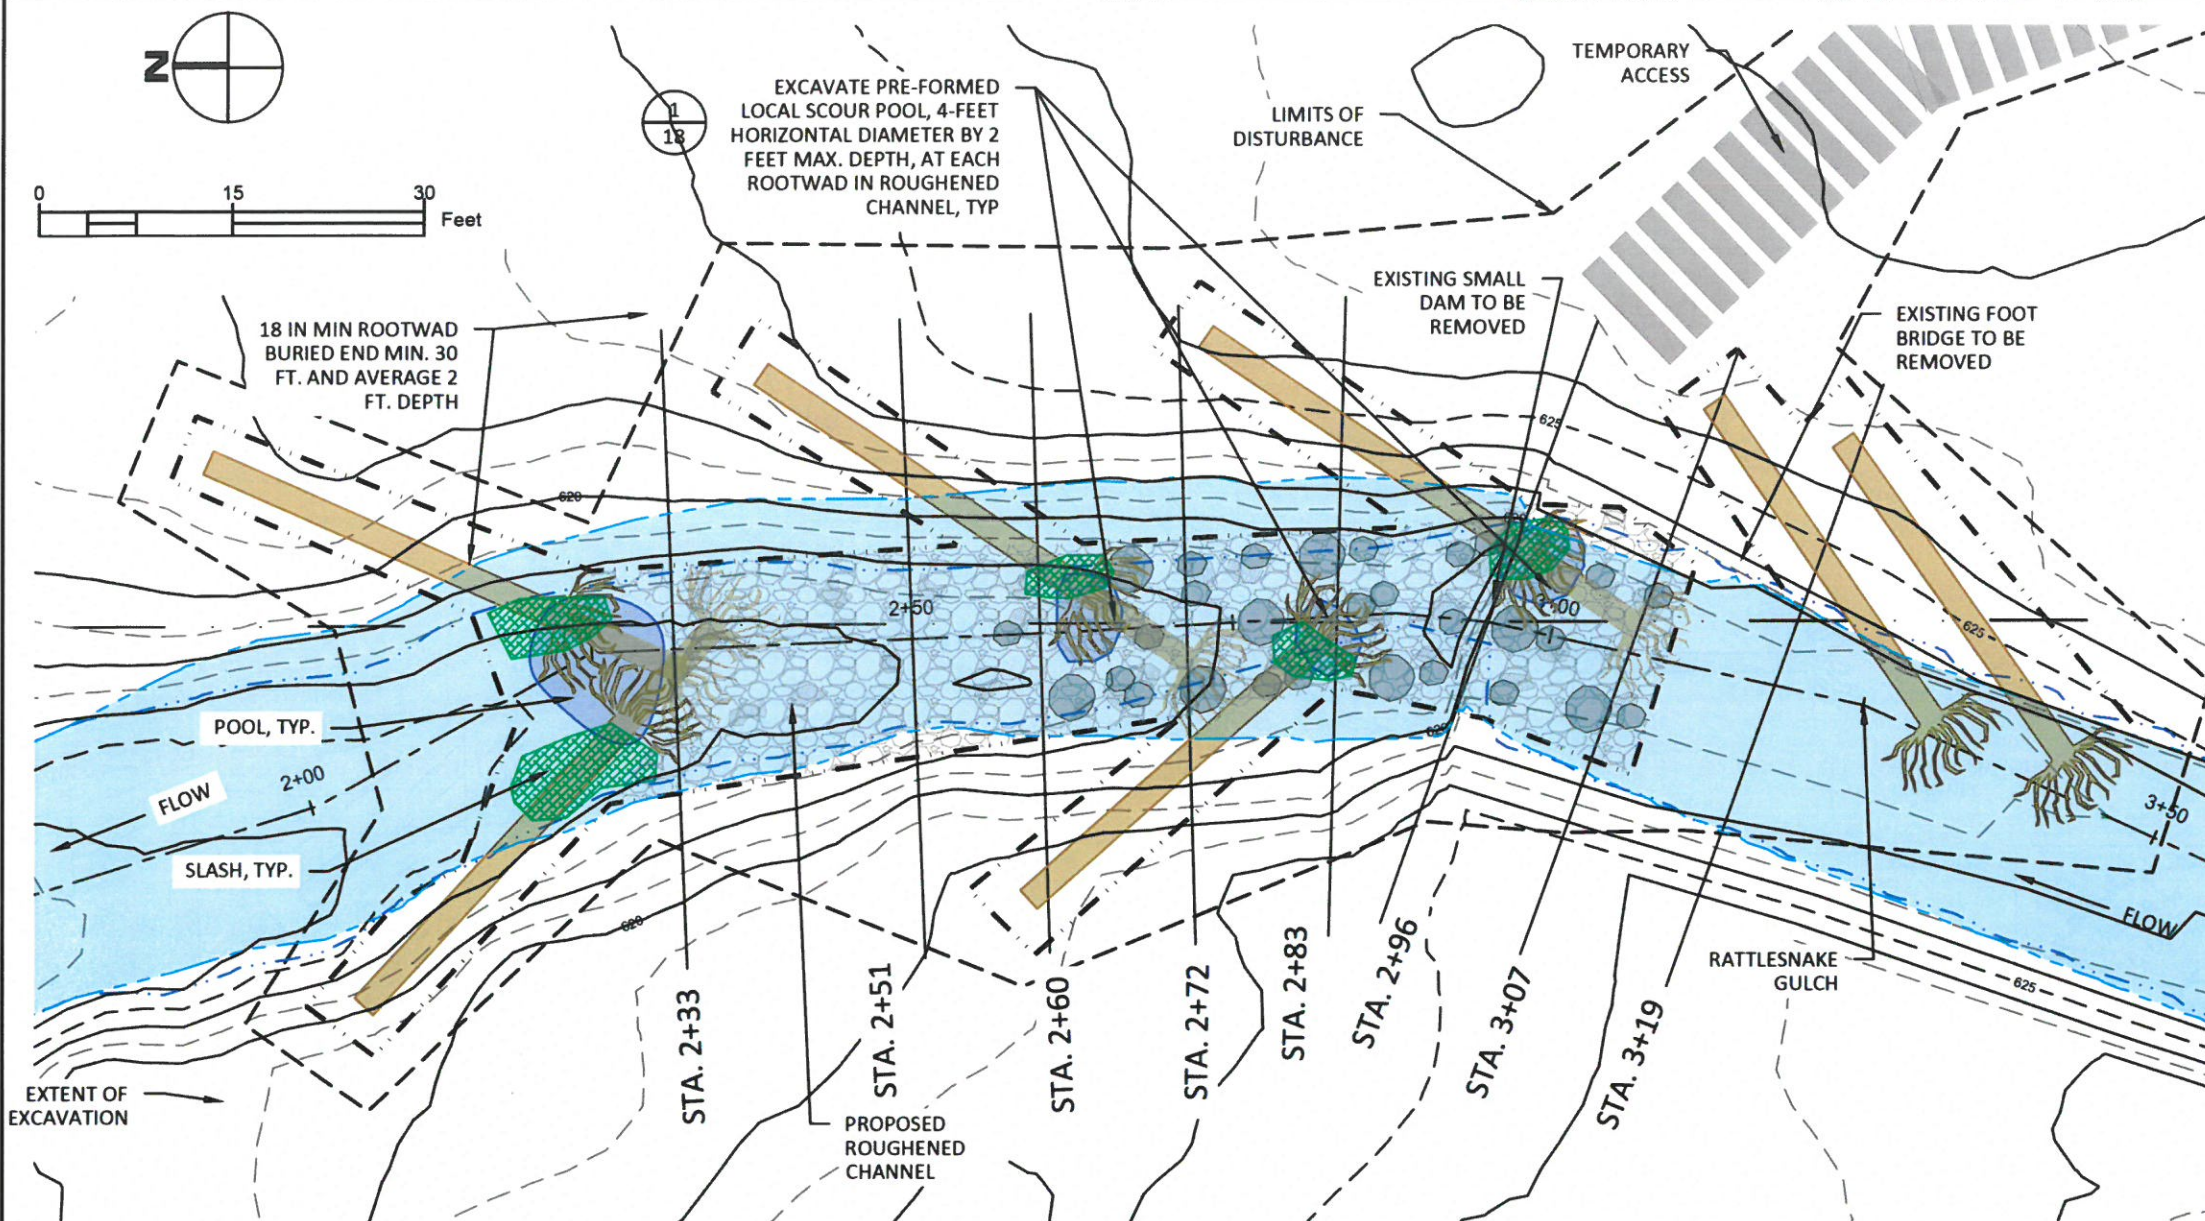 N
0 15 30
Feet
1
18
EXCAVATE PRE-FORMED
LOCAL SCOUR POOL, 4-FEET
HORIZONTAL DIAMETER BY 2
FEET MAX. DEPTH, AT EACH
ROOTWAD IN ROUGHENED
CHANNEL, TYP
TEMPORARY
ACCESS
LIMITS OF
DISTURBANCE
EXISTING SMALL
DAM TO BE
REMOVED
EXISTING FOOT
BRIDGE TO BE
REMOVED
18 IN MIN ROOTWAD
BURIED END MIN. 30
FT. AND AVERAGE 2
FT. DEPTH
625
620
2+50
3+00
625
620
POOL, TYP.
2+00
FLOW
SLASH, TYP.
3+50
FLOW
620
RATTLESNAKE
GULCH
625
STA. 2+33
STA. 2+51
STA. 2+60
STA. 2+72
STA. 2+83
STA. 2+96
STA. 3+07
STA. 3+19
EXTENT OF
EXCAVATION
PROPOSED
ROUGHENED
CHANNEL